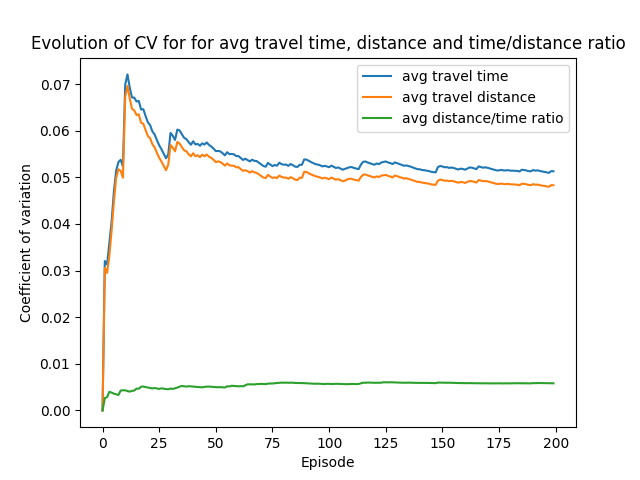 Evolution of CV for for avg travel time, distance and time/distance ratio
avg travel time
avg travel distance
avg distance/time ratio
Coefficient of variation
0.07
0.06
0.05
0.04
0.03
0.02
0.01
0.00
0 25 50 75 100 125 150 175 200
Episode